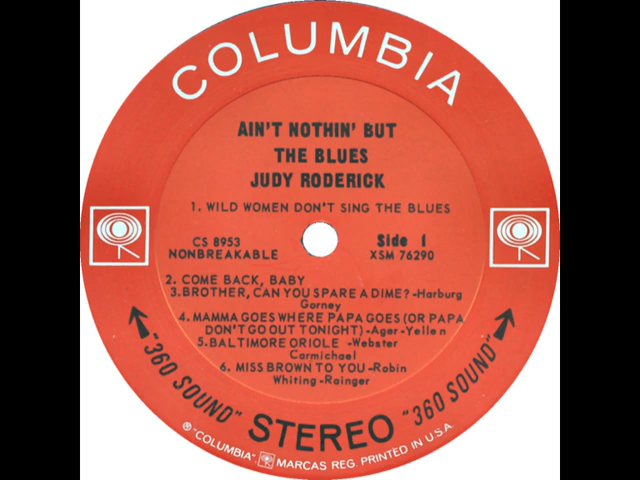 COLUMBIA
AIN'T NOTHIN' BUT
THE BLUES
JUDY RODERICK
1. WILD WOMEN DON'T SING THE BLUES
CS 8953
NONBREAKABLE
Side 1
XSM 76290
2. COME BACK, BABY
3. BROTHER, CAN YOU SPARE A DIME? -Harburg
Gorney
4. MAMMA GOES WHERE PAPA GOES (OR PAPA
DON'T GO OUT TONIGHT) -Ager-Yellen
5. BALTIMORE ORIOLE -Webster
Carmichael
6. MISS BROWN TO YOU -Robin
Whiting -Rainger
"360 SOUND" STEREO "360 SOUND"
® "COLUMBIA" MARCAS REG. PRINTED IN U.S.A.